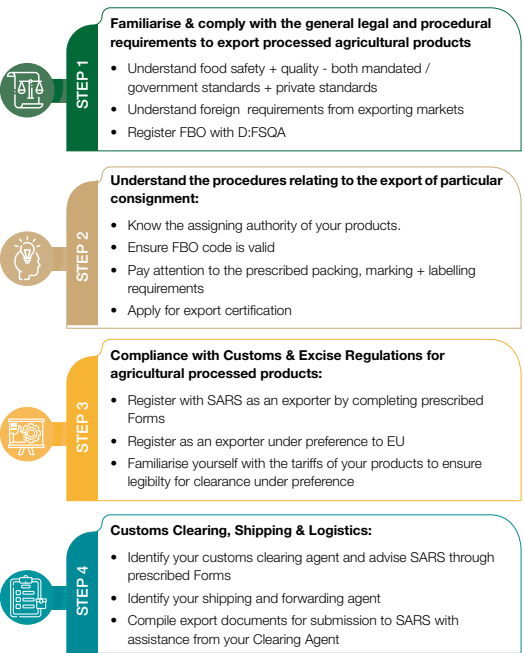 STEP 1
Familiarise & comply with the general legal and procedural
requirements to export processed agricultural products
• Understand food safety + quality - both mandated /
government standards + private standards
• Understand foreign requirements from exporting markets
• Register FBO with D:FSQA
STEP 2
Understand the procedures relating to the export of particular
consignment:
• Know the assigning authority of your products.
• Ensure FBO code is valid
• Pay attention to the prescribed packing, marking + labelling
requirements
• Apply for export certification
STEP 3
Compliance with Customs & Excise Regulations for
agricultural processed products:
• Register with SARS as an exporter by completing prescribed
Forms
• Register as an exporter under preference to EU
• Familiarise yourself with the tariffs of your products to ensure
legibilty for clearance under preference
STEP 4
Customs Clearing, Shipping & Logistics:
• Identify your customs clearing agent and advise SARS through
prescribed Forms
• Identify your shipping and forwarding agent
• Compile export documents for submission to SARS with
assistance from your Clearing Agent